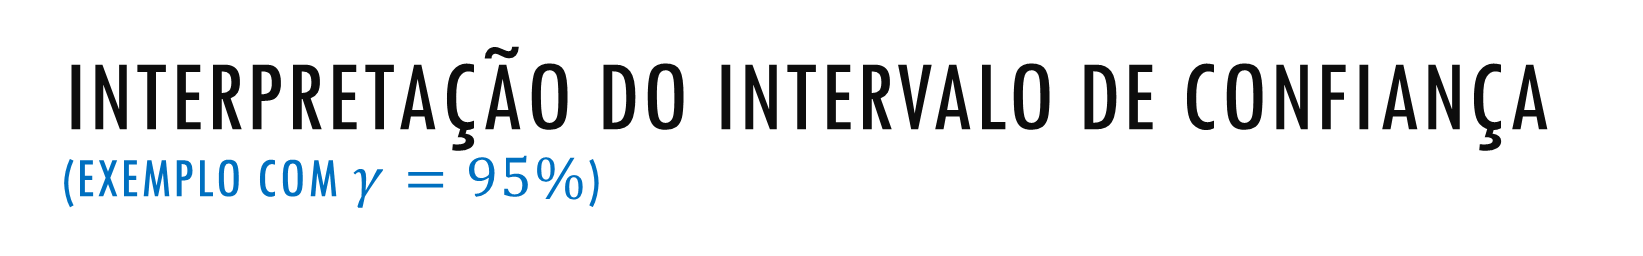 INTERPRETAÇÃO DO INTERVALO DE CONFIANÇA
(EXEMPLO COM γ = 95%)